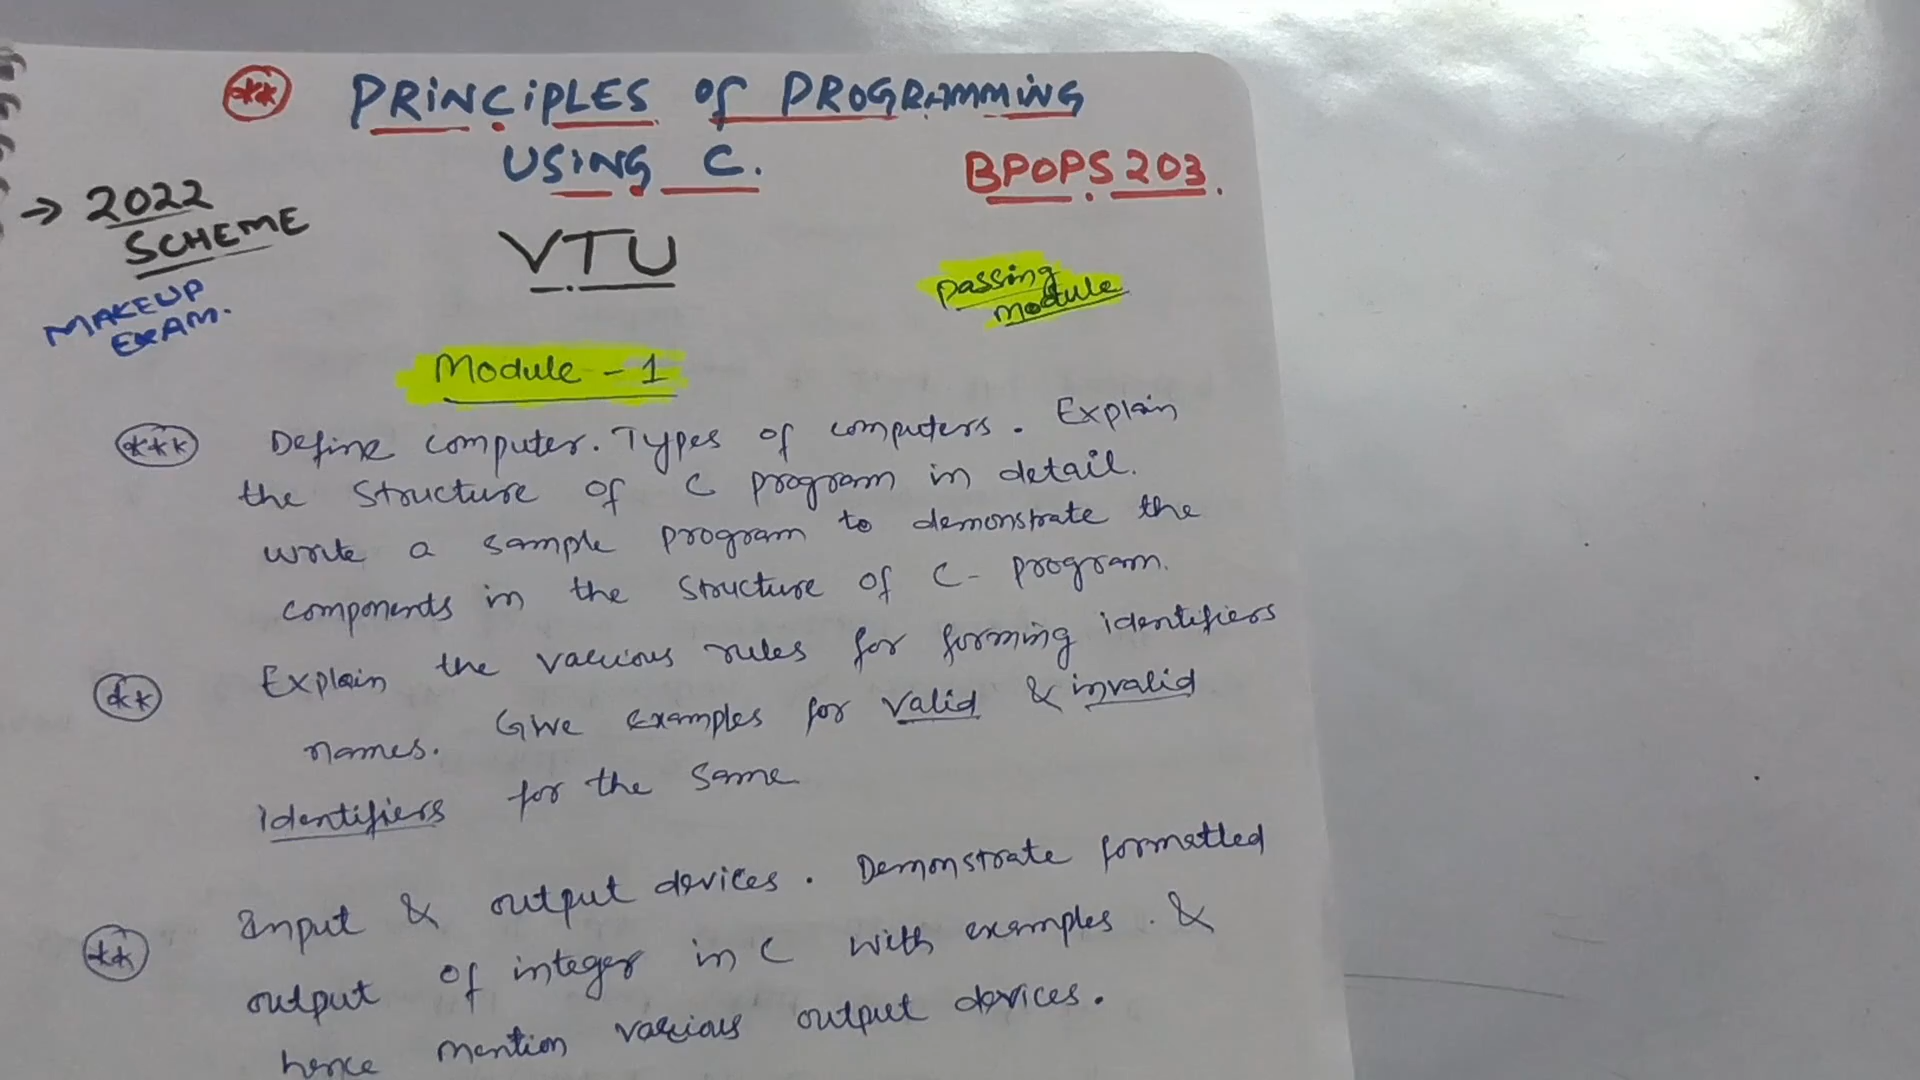 ** PRINCIPLES OF PROGRAMMING
USING C. BPOPS203.
→ 2022
SCHEME
VTU
MAKEUP
EXAM.
passing
module
Module - 1
*** Define computer. Types of computers. Explain
the structure of C program in detail.
write a sample program to demonstrate the
components in the structure of C- program.
** Explain the various rules for forming identifiers
names. Give examples for valid & invalid
identifiers for the same
** Input & output devices. Demonstrate formatted
output of integer in C with examples. &
hence mention various output devices.